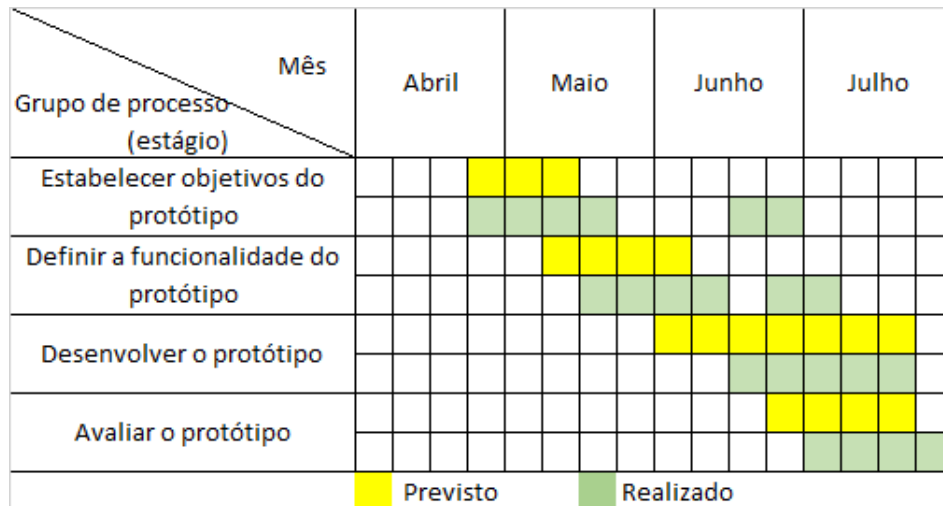 Mês
Grupo de processo
(estágio)
Abril
Maio
Junho
Julho
Estabelecer objetivos do
protótipo
Definir a funcionalidade do
protótipo
Desenvolver o protótipo
Avaliar o protótipo
Previsto
Realizado